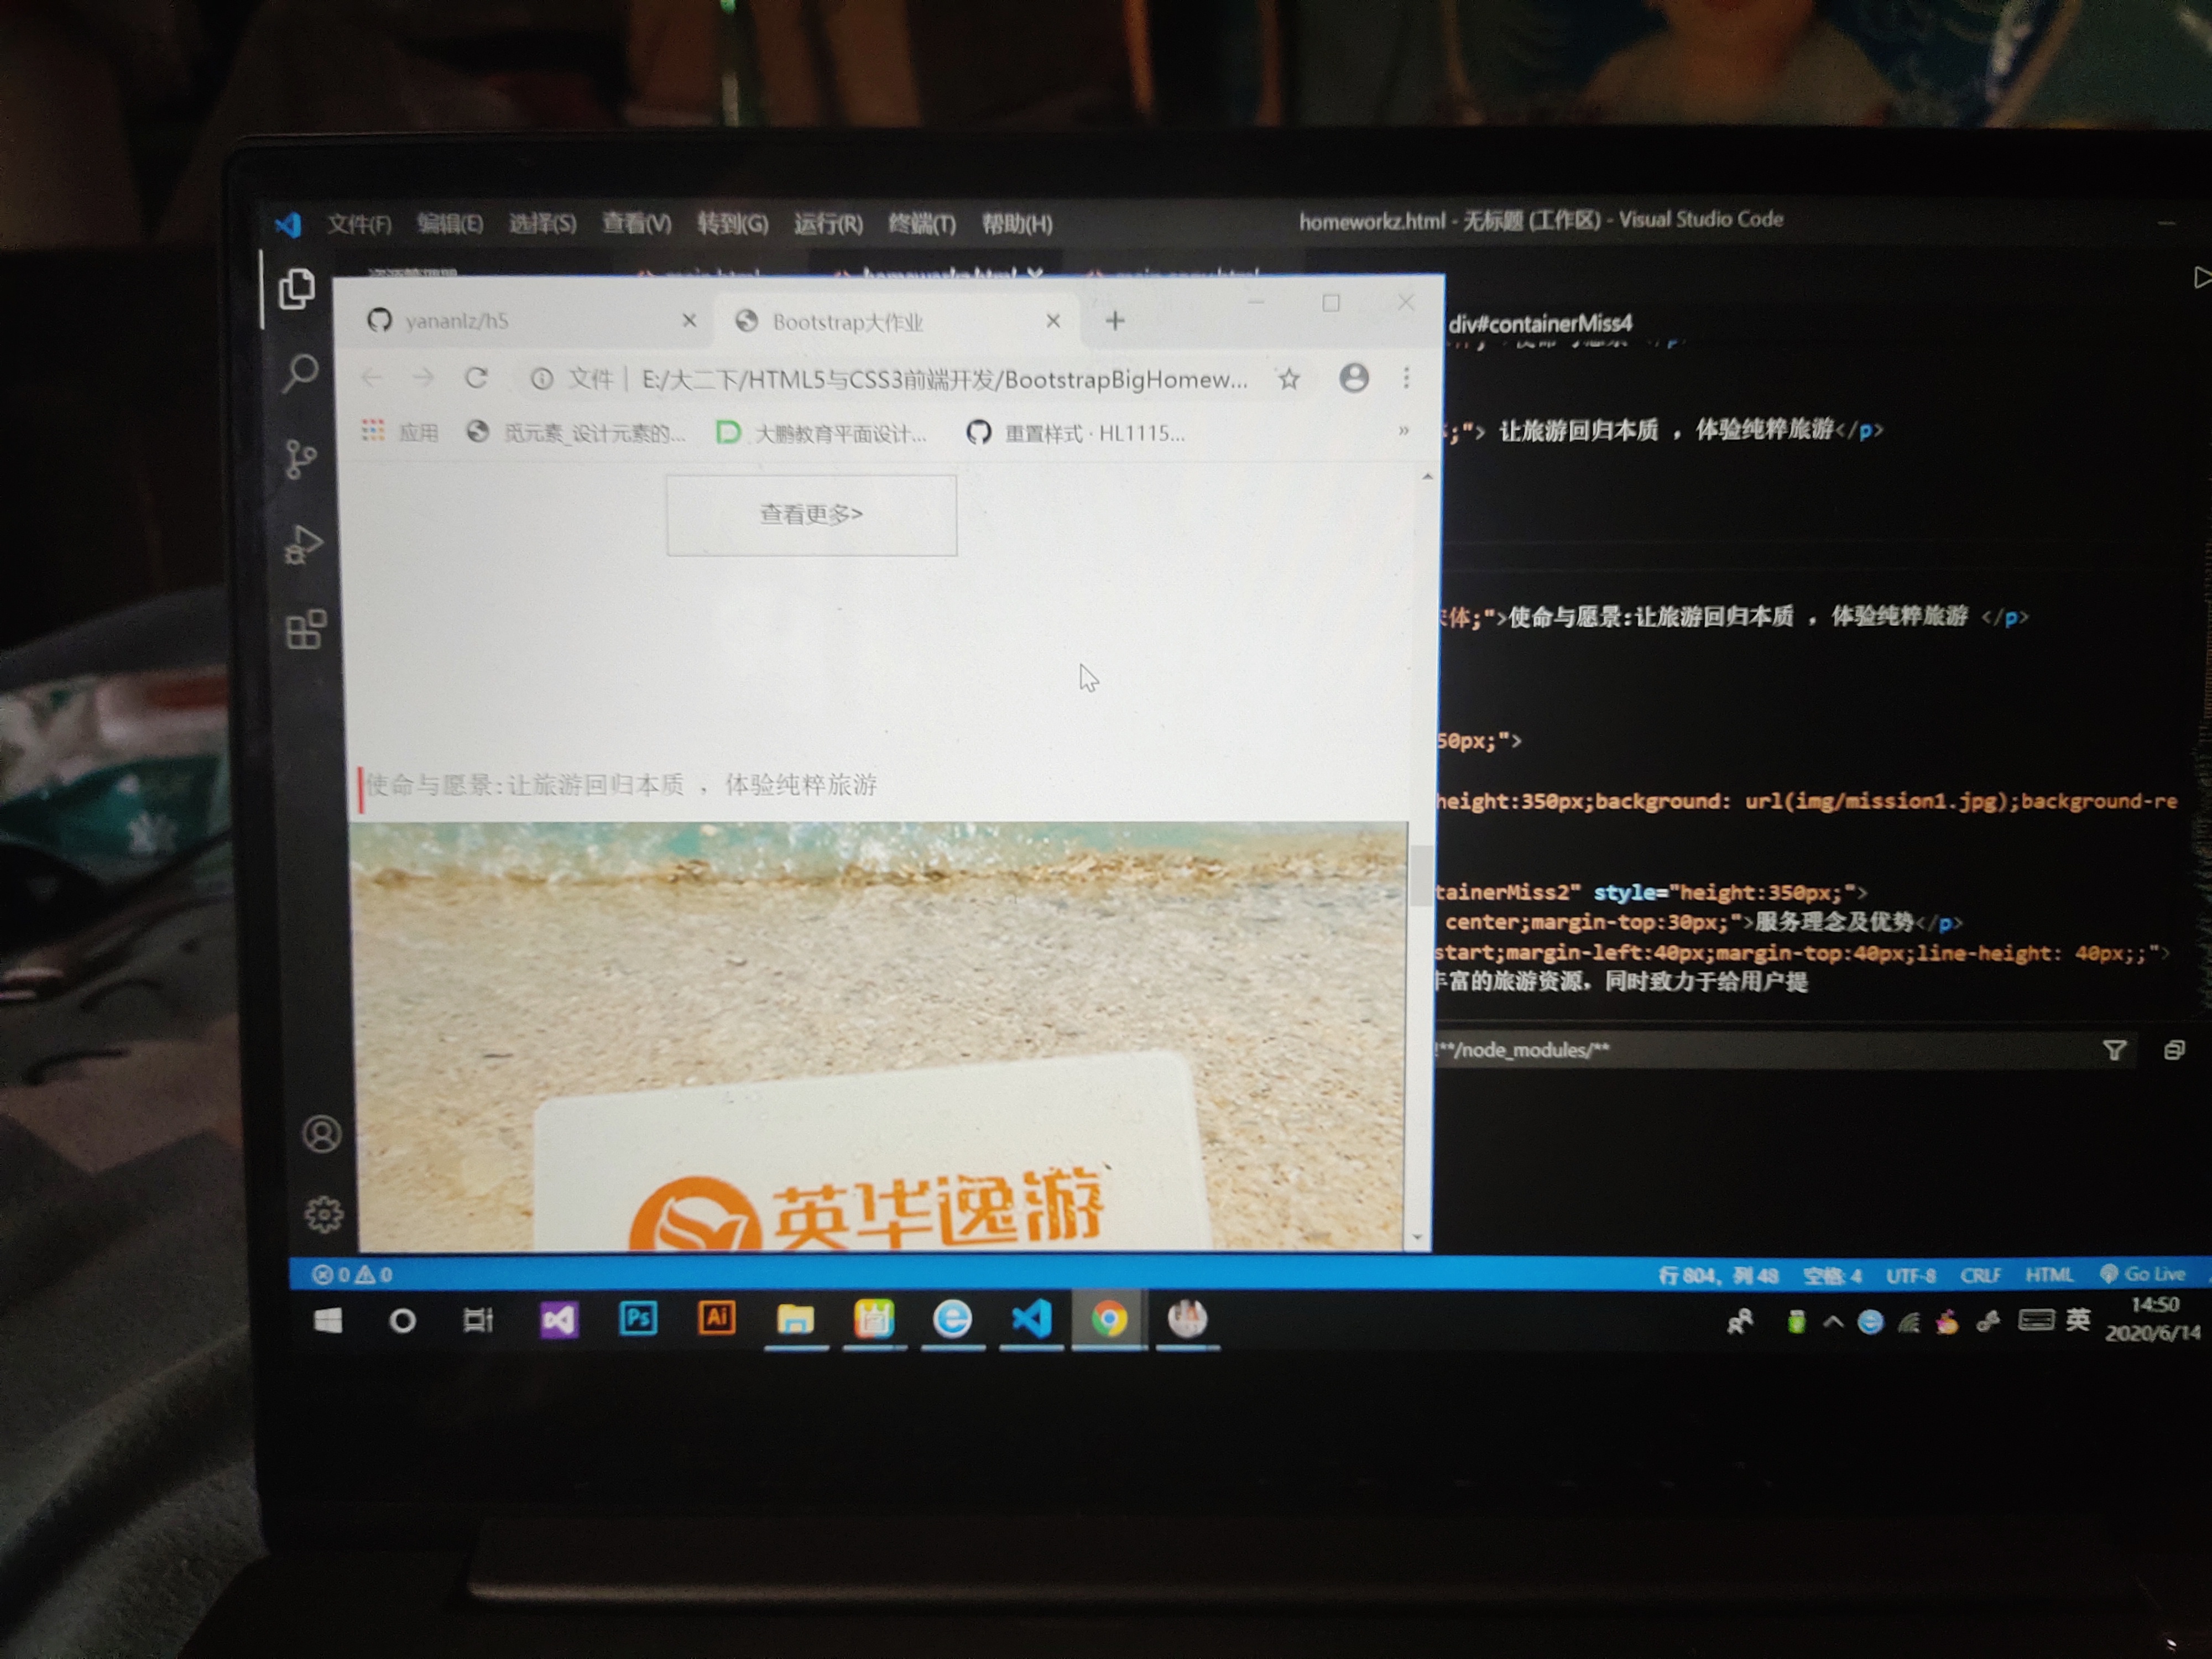 文件(F) 编辑(E) 选择(S) 查看(V) 转到(G) 运行(R) 终端(T) 帮助(H)
homeworkz.html - 无标题 (工作区) - Visual Studio Code
yananlz/h5
Bootstrap大作业
文件 | E:/大二下/HTML5与CSS3前端开发/BootstrapBigHomew...
应用 觅元素_设计元素的... 大鹏教育平面设计... 重置样式 · HL1115... »
查看更多>
使命与愿景:让旅游回归本质 ，体验纯粹旅游
英华逸游
div#containerMiss4
;"> 让旅游回归本质 ，体验纯粹旅游</p>
体;">使命与愿景:让旅游回归本质 ，体验纯粹旅游 </p>
50px;">
height:350px;background: url(img/mission1.jpg);background-re
tainerMiss2" style="height:350px;">
center;margin-top:30px;">服务理念及优势</p>
start;margin-left:40px;margin-top:40px;line-height: 40px;;">
丰富的旅游资源，同时致力于给用户提
!**/node_modules/**
0 0
行 804，列 48 空格: 4 UTF-8 CRLF HTML Go Live
Ps Ai
英
14:50
2020/6/14